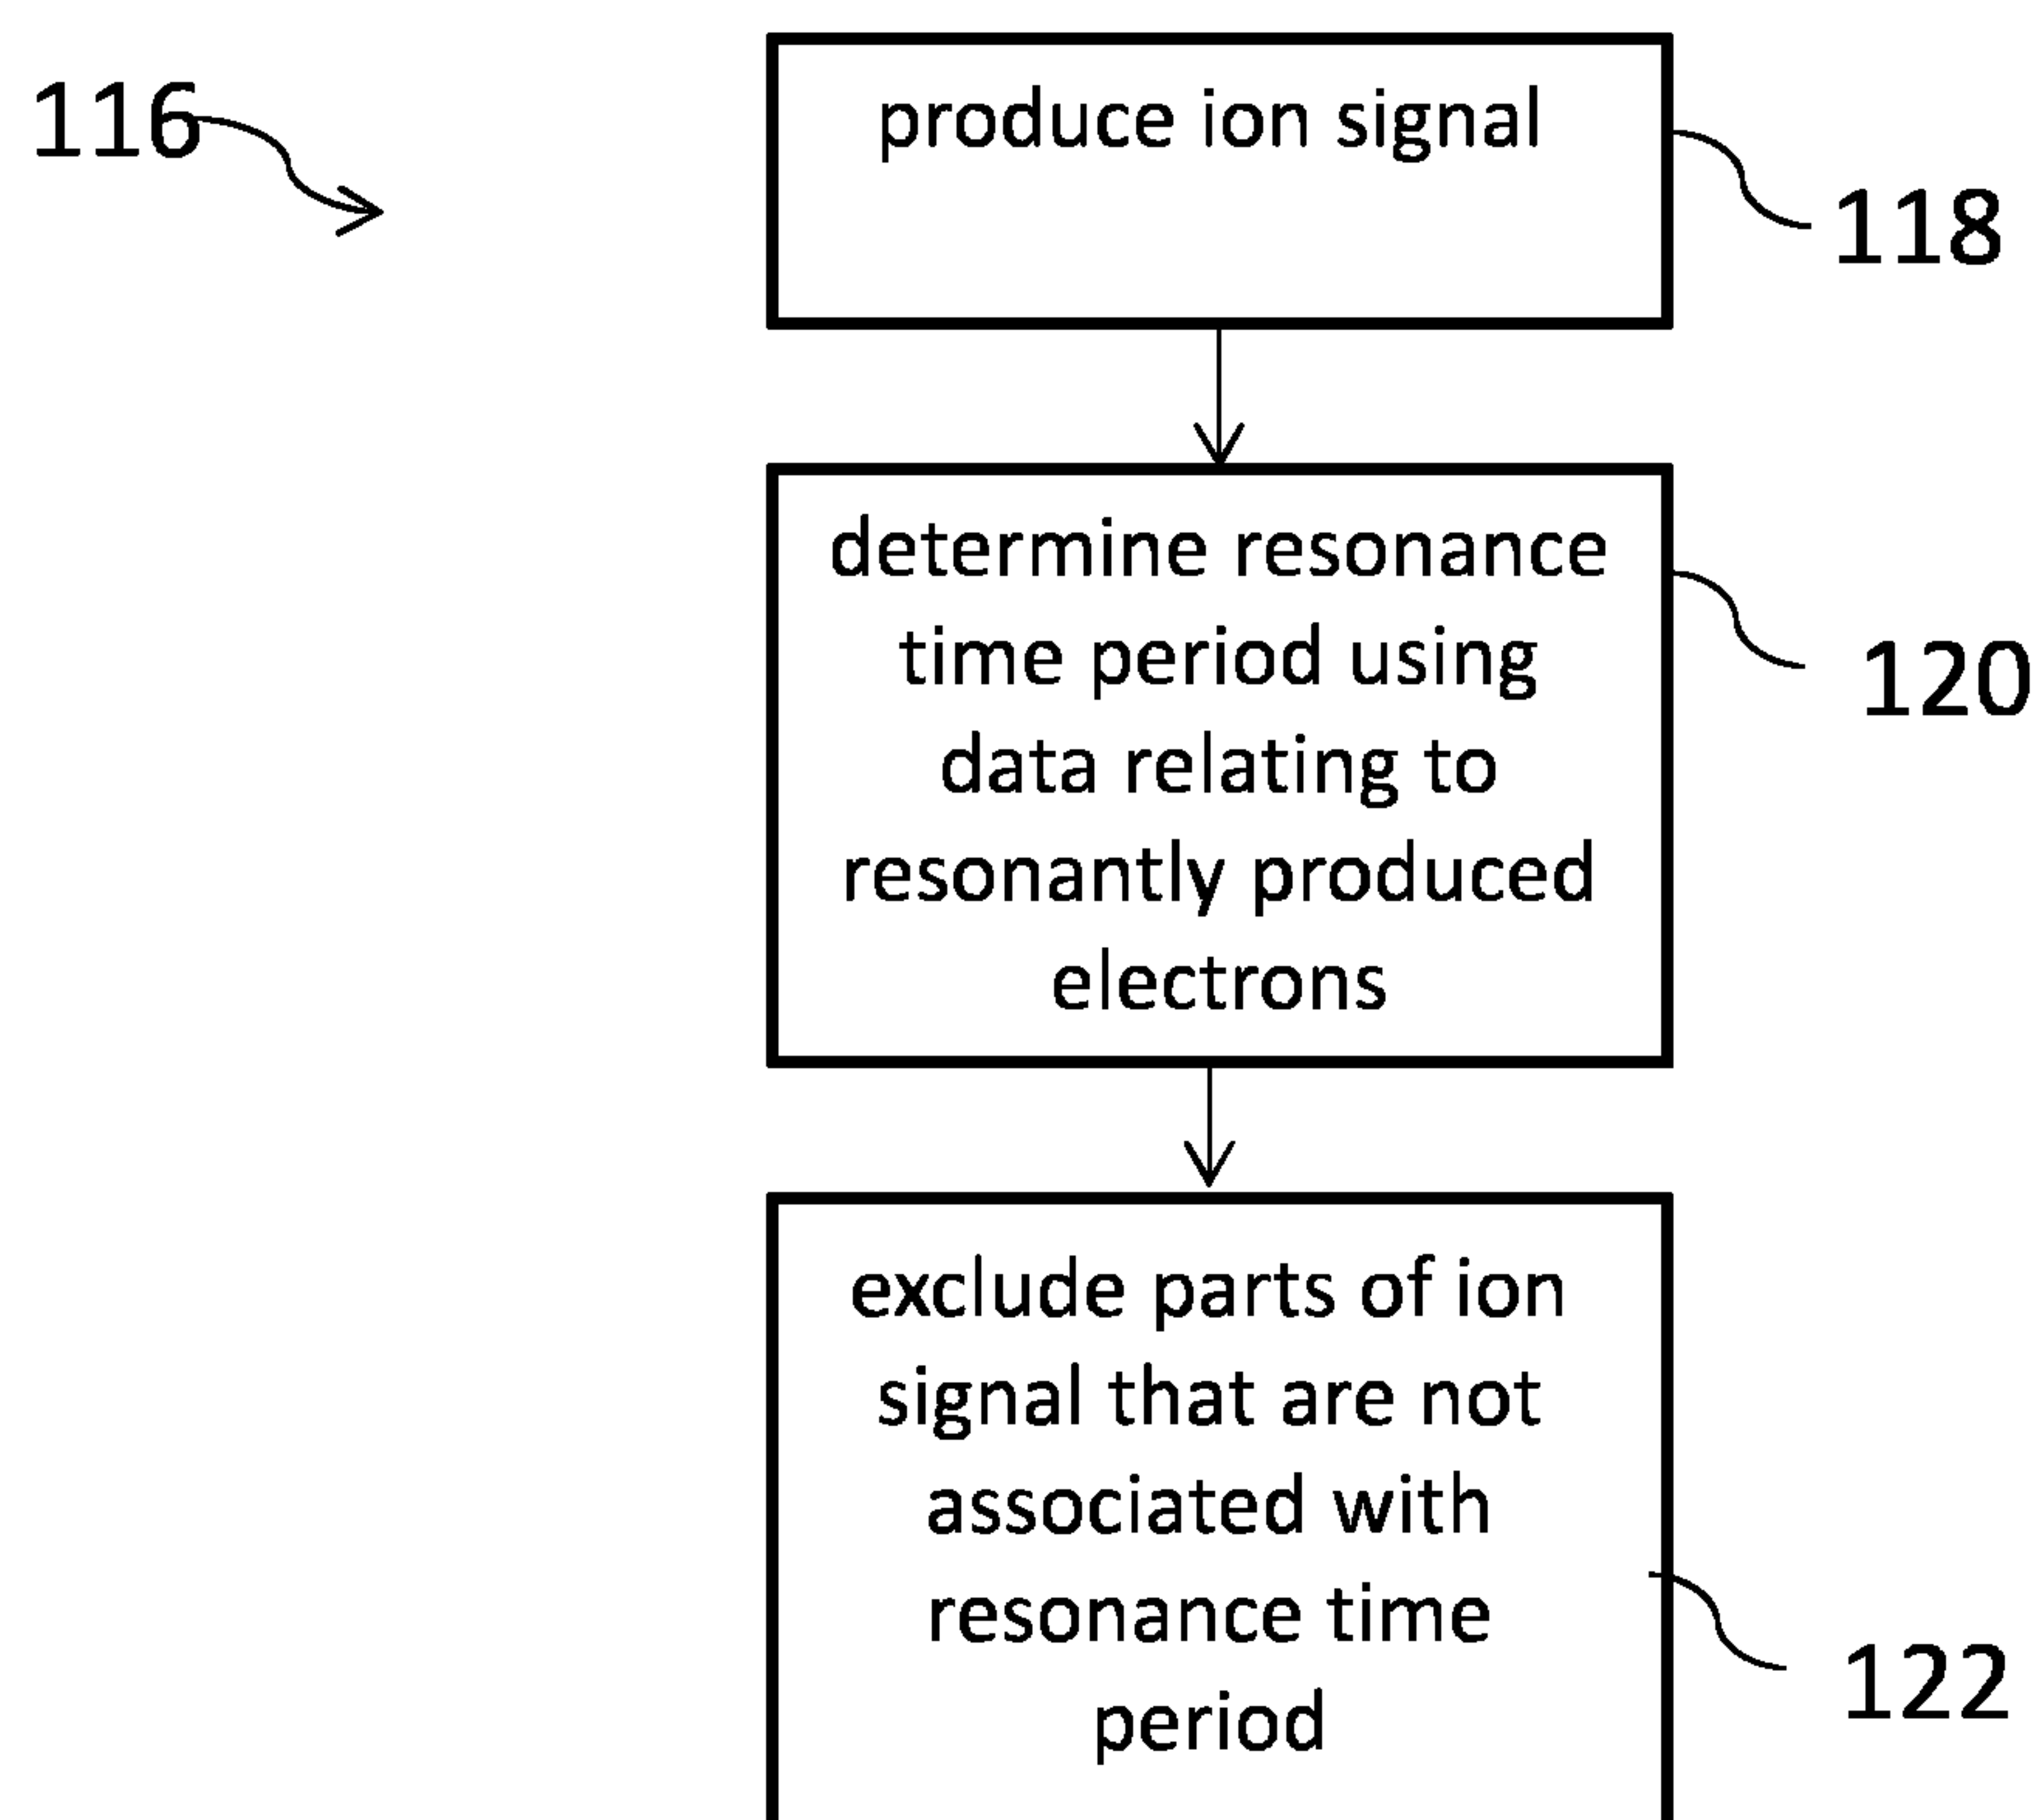 116
produce ion signal
118
determine resonance
time period using
data relating to
resonantly produced
electrons
120
exclude parts of ion
signal that are not
associated with
resonance time
period
122